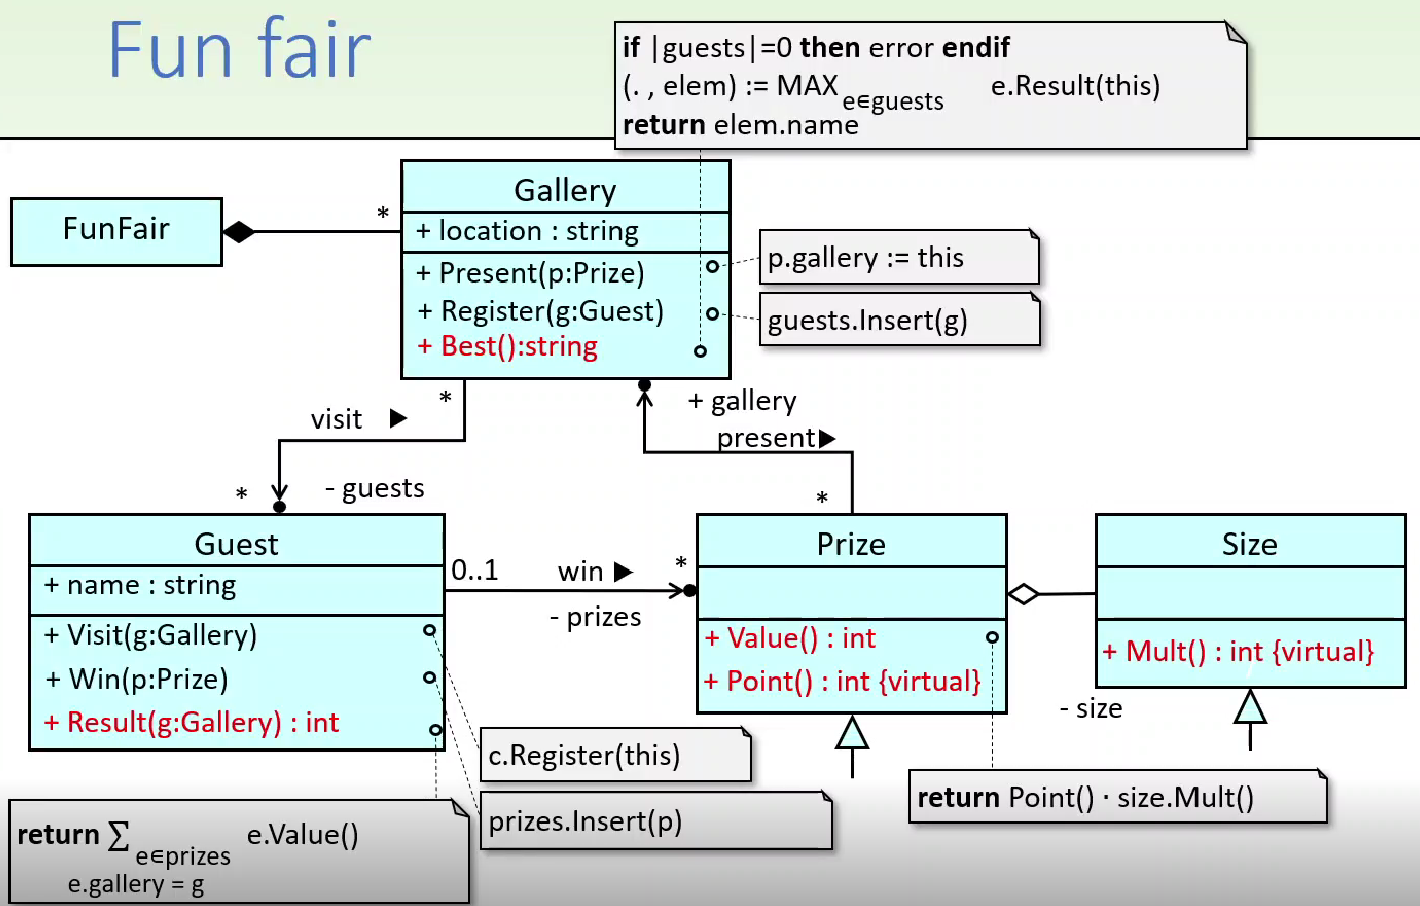 Fun fair
if |guests|=0 then error endif
(. , elem) := MAX e∈guests e.Result(this)
return elem.name
FunFair
*
Gallery
+ location : string
+ Present(p:Prize)
+ Register(g:Guest)
+ Best():string
p.gallery := this
guests.Insert(g)
*
visit ▶
* - guests
+ gallery
present▶
*
Guest
+ name : string
+ Visit(g:Gallery)
+ Win(p:Prize)
+ Result(g:Gallery) : int
0..1 win ▶ *
- prizes
Prize
+ Value() : int
+ Point() : int {virtual}
Size
+ Mult() : int {virtual}
- size
c.Register(this)
prizes.Insert(p)
return Point() · size.Mult()
return ∑ e∈prizes e.Value()
e.gallery = g